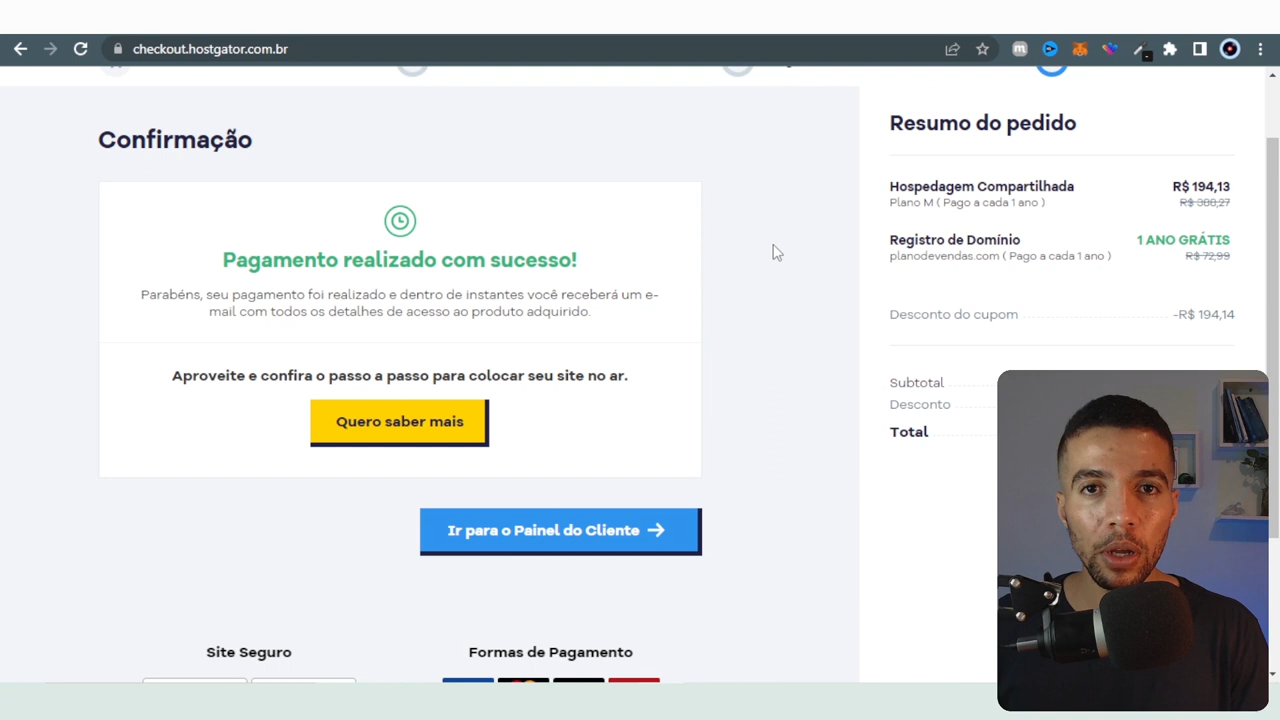 checkout.hostgator.com.br
Confirmação
Pagamento realizado com sucesso!
Parabéns, seu pagamento foi realizado e dentro de instantes você receberá um e-
mail com todos os detalhes de acesso ao produto adquirido.
Aproveite e confira o passo a passo para colocar seu site no ar.
Quero saber mais
Ir para o Painel do Cliente
Site Seguro
Formas de Pagamento
Resumo do pedido
Hospedagem Compartilhada R$ 194,13
Plano M ( Pago a cada 1 ano ) R$ 388,27
Registro de Domínio 1 ANO GRÁTIS
planodevendas.com ( Pago a cada 1 ano ) R$ 72,99
Desconto do cupom -R$ 194,14
Subtotal
Desconto
Total